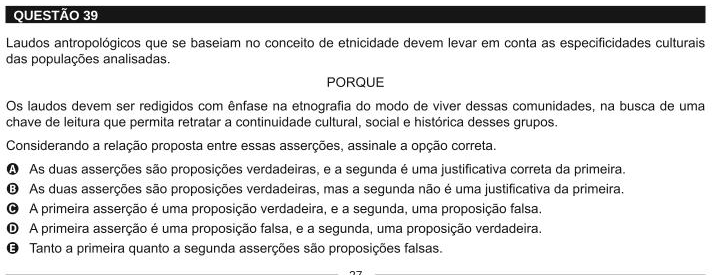 QUESTÃO 39
Laudos antropológicos que se baseiam no conceito de etnicidade devem levar em conta as especificidades culturais
das populações analisadas.
PORQUE
Os laudos devem ser redigidos com ênfase na etnografia do modo de viver dessas comunidades, na busca de uma
chave de leitura que permita retratar a continuidade cultural, social e histórica desses grupos.
Considerando a relação proposta entre essas asserções, assinale a opção correta.
A As duas asserções são proposições verdadeiras, e a segunda é uma justificativa correta da primeira.
B As duas asserções são proposições verdadeiras, mas a segunda não é uma justificativa da primeira.
C A primeira asserção é uma proposição verdadeira, e a segunda, uma proposição falsa.
D A primeira asserção é uma proposição falsa, e a segunda, uma proposição verdadeira.
E Tanto a primeira quanto a segunda asserções são proposições falsas.